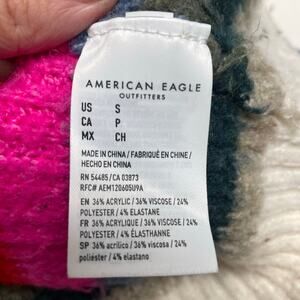 AMERICAN EAGLE
OUTFITTERS
US S
CA P
MX CH
MADE IN CHINA / FABRIQUÉ EN CHINE /
HECHO EN CHINA
RN 54485/ CA 03873
RFC# AEM120605U9A
EN 36% ACRYLIC / 36% VISCOSE / 24%
POLYESTER / 4% ELASTANE
FR 36% ACRYLIQUE / 36% VISCOSE / 24%
POLYESTER / 4% ÉLASTHANNE
SP 36% acrílico / 36% viscosa / 24%
poliéster / 4% elastano